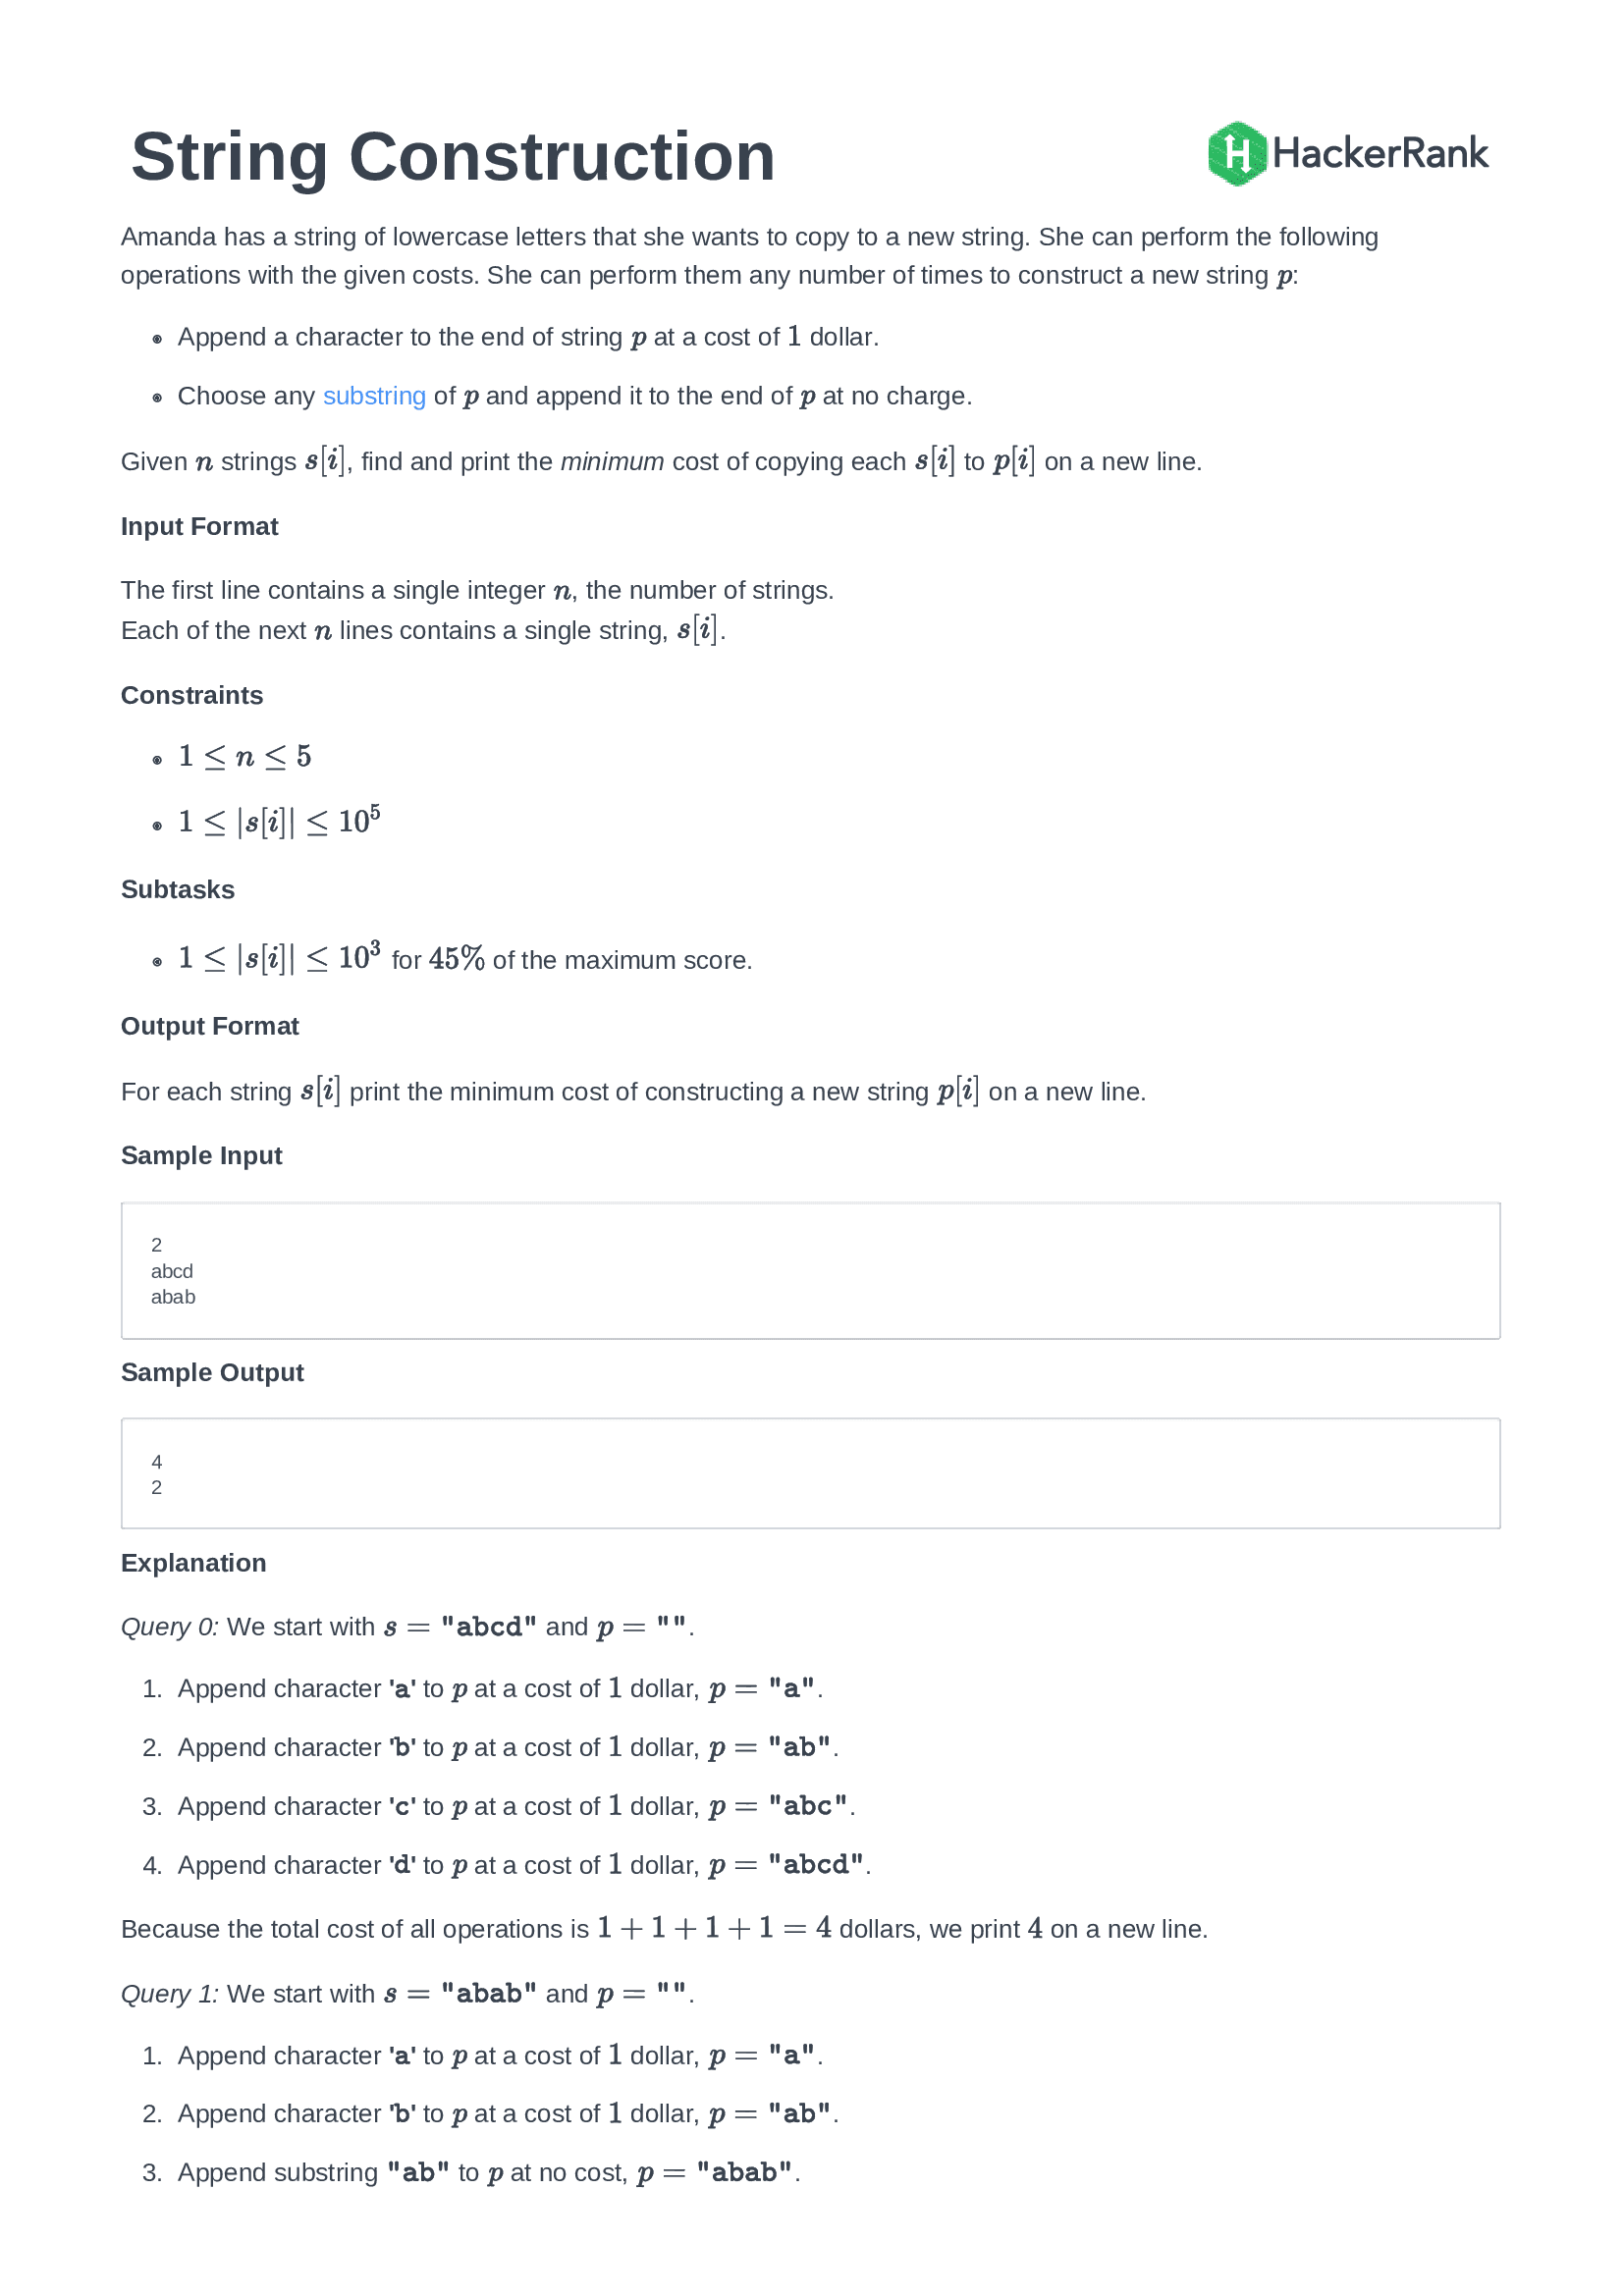 String Construction
HackerRank
Amanda has a string of lowercase letters that she wants to copy to a new string. She can perform the following
operations with the given costs. She can perform them any number of times to construct a new string p:
• Append a character to the end of string p at a cost of 1 dollar.
• Choose any substring of p and append it to the end of p at no charge.
Given n strings s[i], find and print the minimum cost of copying each s[i] to p[i] on a new line.
Input Format
The first line contains a single integer n, the number of strings.
Each of the next n lines contains a single string, s[i].
Constraints
• 1 ≤ n ≤ 5
• 1 ≤ |s[i]| ≤ 10⁵
Subtasks
• 1 ≤ |s[i]| ≤ 10³ for 45% of the maximum score.
Output Format
For each string s[i] print the minimum cost of constructing a new string p[i] on a new line.
Sample Input
2
abcd
abab
Sample Output
4
2
Explanation
Query 0: We start with s = "abcd" and p = "".
1. Append character 'a' to p at a cost of 1 dollar, p = "a".
2. Append character 'b' to p at a cost of 1 dollar, p = "ab".
3. Append character 'c' to p at a cost of 1 dollar, p = "abc".
4. Append character 'd' to p at a cost of 1 dollar, p = "abcd".
Because the total cost of all operations is 1 + 1 + 1 + 1 = 4 dollars, we print 4 on a new line.
Query 1: We start with s = "abab" and p = "".
1. Append character 'a' to p at a cost of 1 dollar, p = "a".
2. Append character 'b' to p at a cost of 1 dollar, p = "ab".
3. Append substring "ab" to p at no cost, p = "abab".